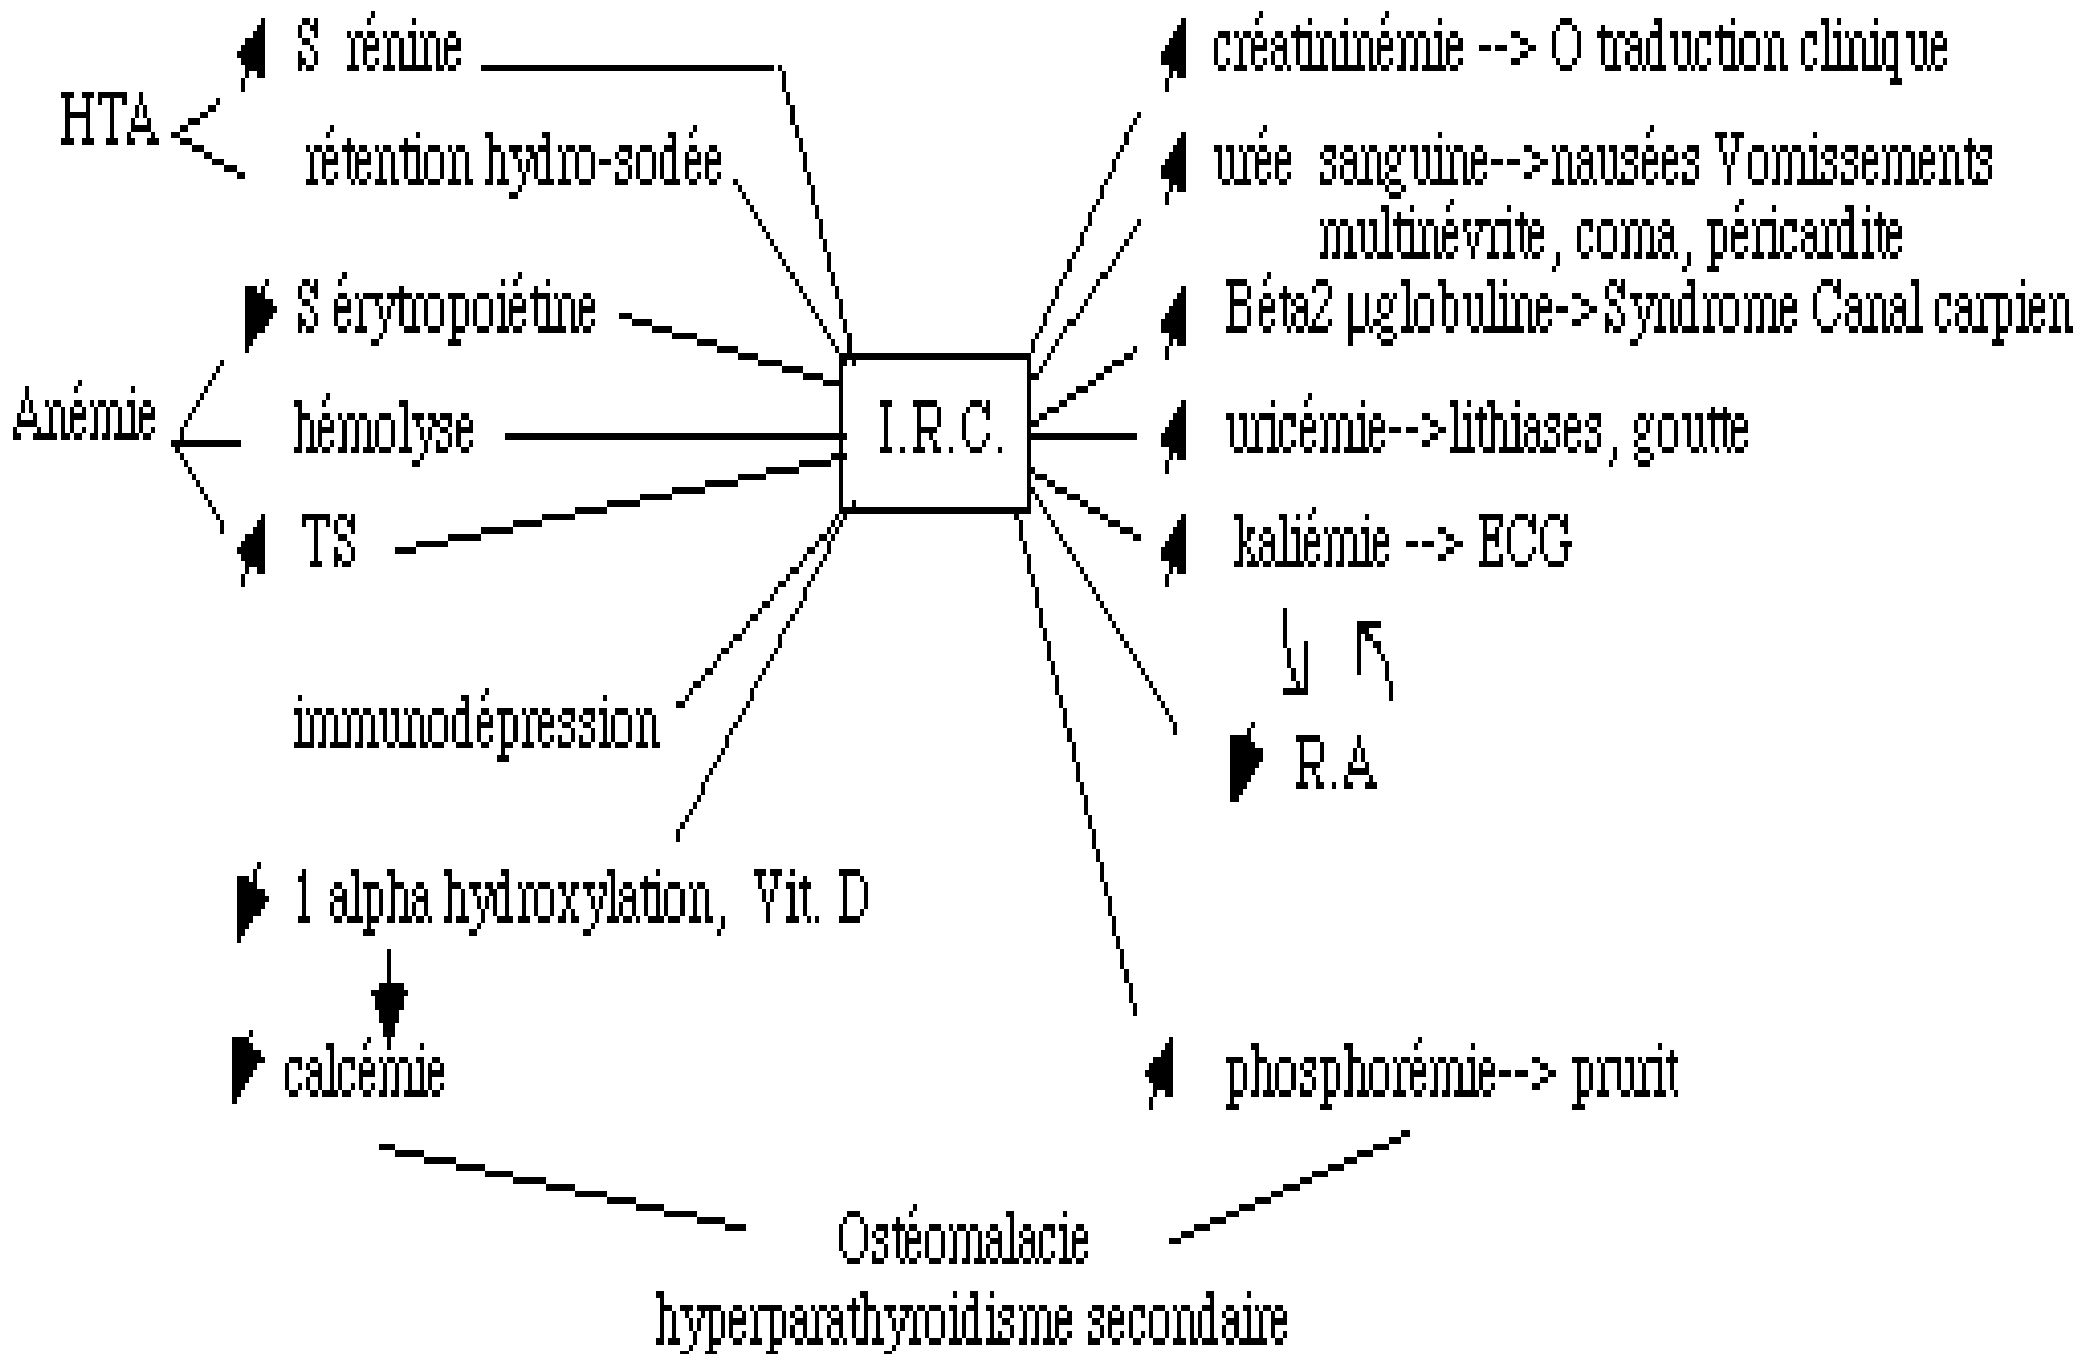 S rénine
HTA
rétention hydro-sodée
S érytropoiétine
Anémie
hémolyse
TS
immunodépression
1 alpha hydroxylation, Vit. D
calcémie
I.R.C.
créatininémie --> O traduction clinique
urée sanguine-->nausées Vomissements
multinévrite, coma, péricardite
Béta2 µglobuline->Syndrome Canal carpien
uricémie-->lithiases, goutte
kaliémie --> ECG
R.A
phosphorémie--> prurit
Ostéomalacie
hyperparathyroidisme secondaire